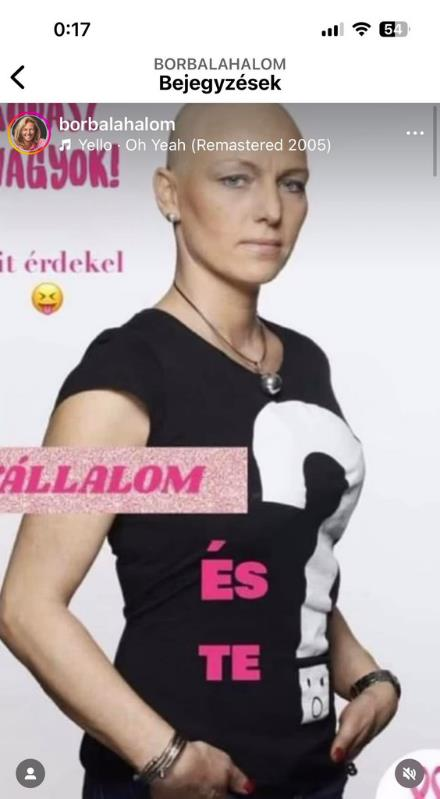 0:17
54
BORBALAHALOM
Bejegyzések
VAGYOK!
borbalahalom
Yello · Oh Yeah (Remastered 2005)
it érdekel
ÁLLALOM
ÉS
TE